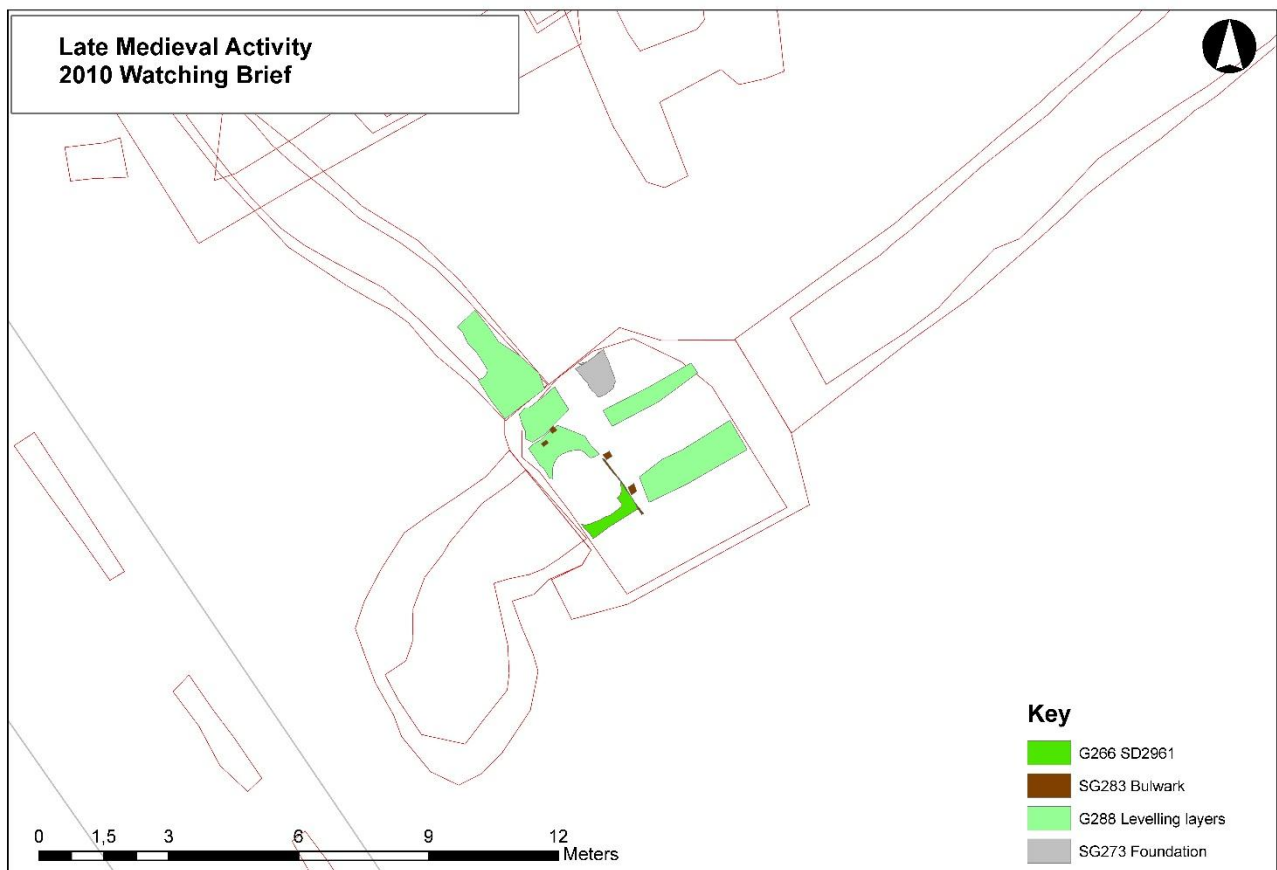 Late Medieval Activity
2010 Watching Brief
Key
G266 SD2961
SG283 Bulwark
G288 Levelling layers
SG273 Foundation
0 1,5 3 6 9 12
Meters